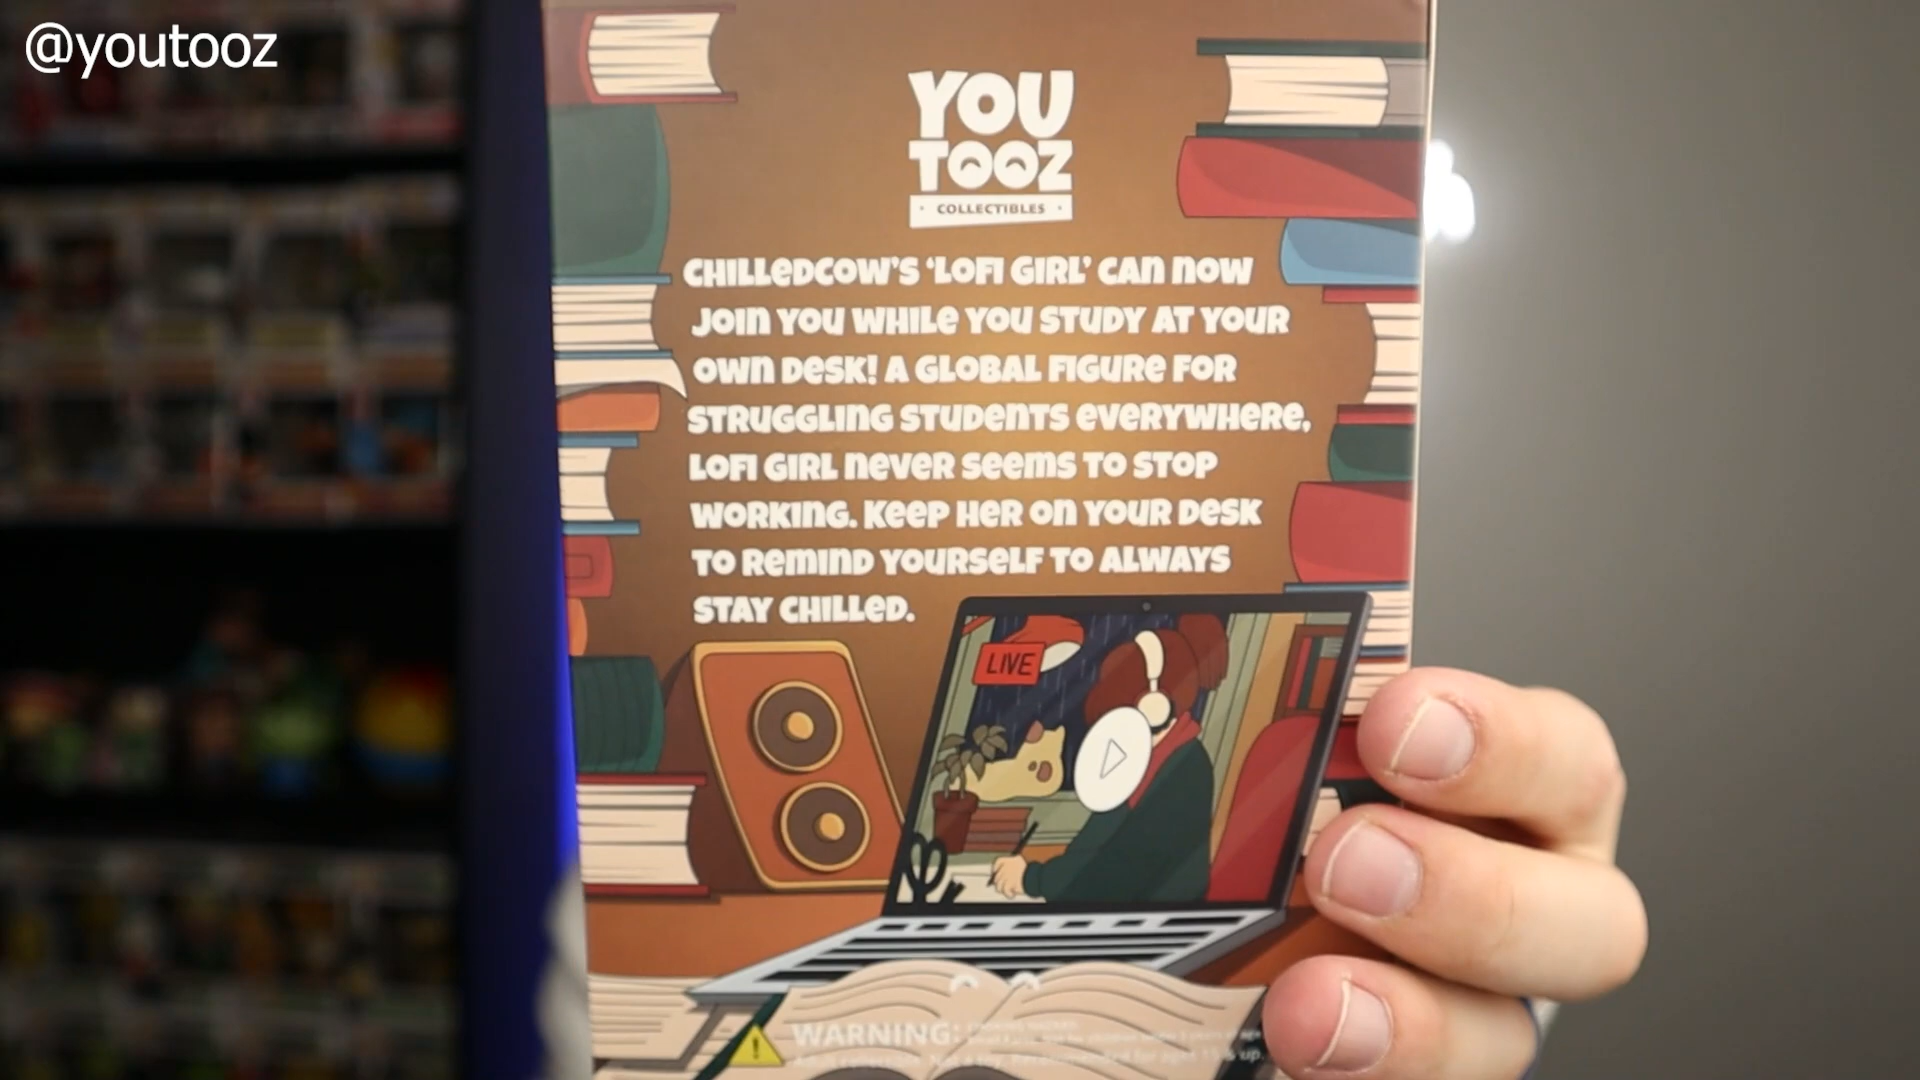 @youtooz
YOU
TOOZ
· COLLECTIBLES ·
CHILLeDCOW'S 'LOFI GIRL' CAn nOW
JOIn YOU WHILe YOU STUDY AT YOUR
OWn DeSK! A GLOBAL FIGURe FOR
STRUGGLInG STUDenTS eVeRYWHeRe,
LOFI GIRL neVeR SeemS TO STOP
WORKInG. KeeP HeR On YOUR DeSK
TO RemInD YOURSeLF TO ALWAYS
STAY CHILLeD.
LIVE
WARNING: